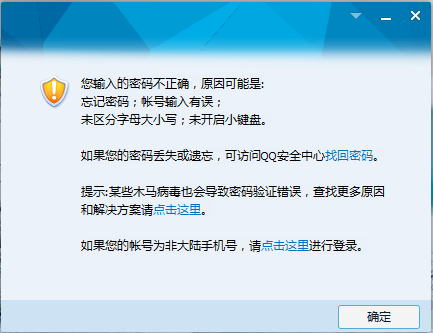 您输入的密码不正确，原因可能是:
忘记密码；帐号输入有误；
未区分字母大小写；未开启小键盘。
如果您的密码丢失或遗忘，可访问QQ安全中心找回密码。
提示:某些木马病毒也会导致密码验证错误，查找更多原因
和解决方案请点击这里。
如果您的帐号为非大陆手机号，请点击这里进行登录。
确定